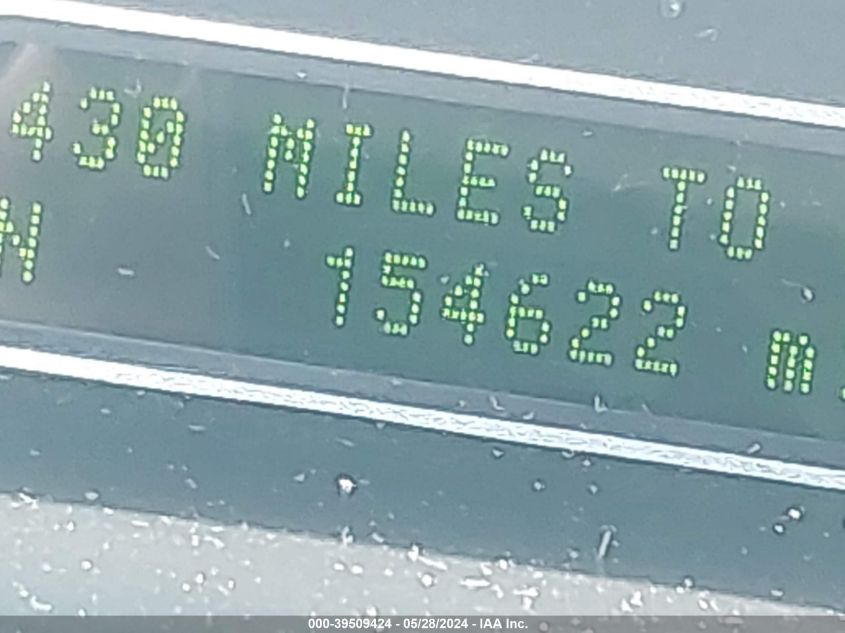 430 MILES TO
N 154622 m
000-39509424 - 05/28/2024 - IAA Inc.